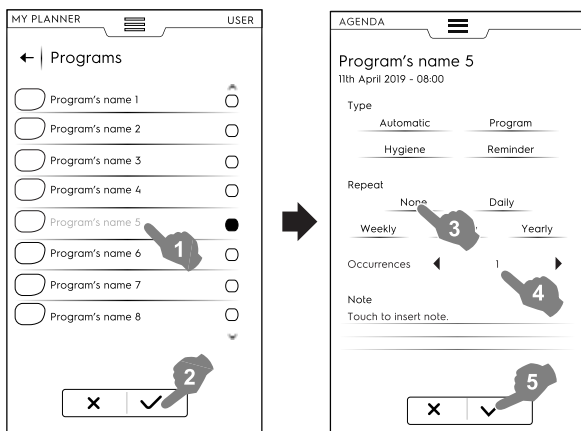 MY PLANNER USER
Programs
Program's name 1
Program's name 2
Program's name 3
Program's name 4
Program's name 5
Program's name 6
Program's name 7
Program's name 8
1
2
AGENDA
Program's name 5
11th April 2019 - 08:00
Type
Automatic Program
Hygiene Reminder
Repeat
None Daily
Weekly Yearly
Occurrences 1
Note
Touch to insert note.
3
4
5